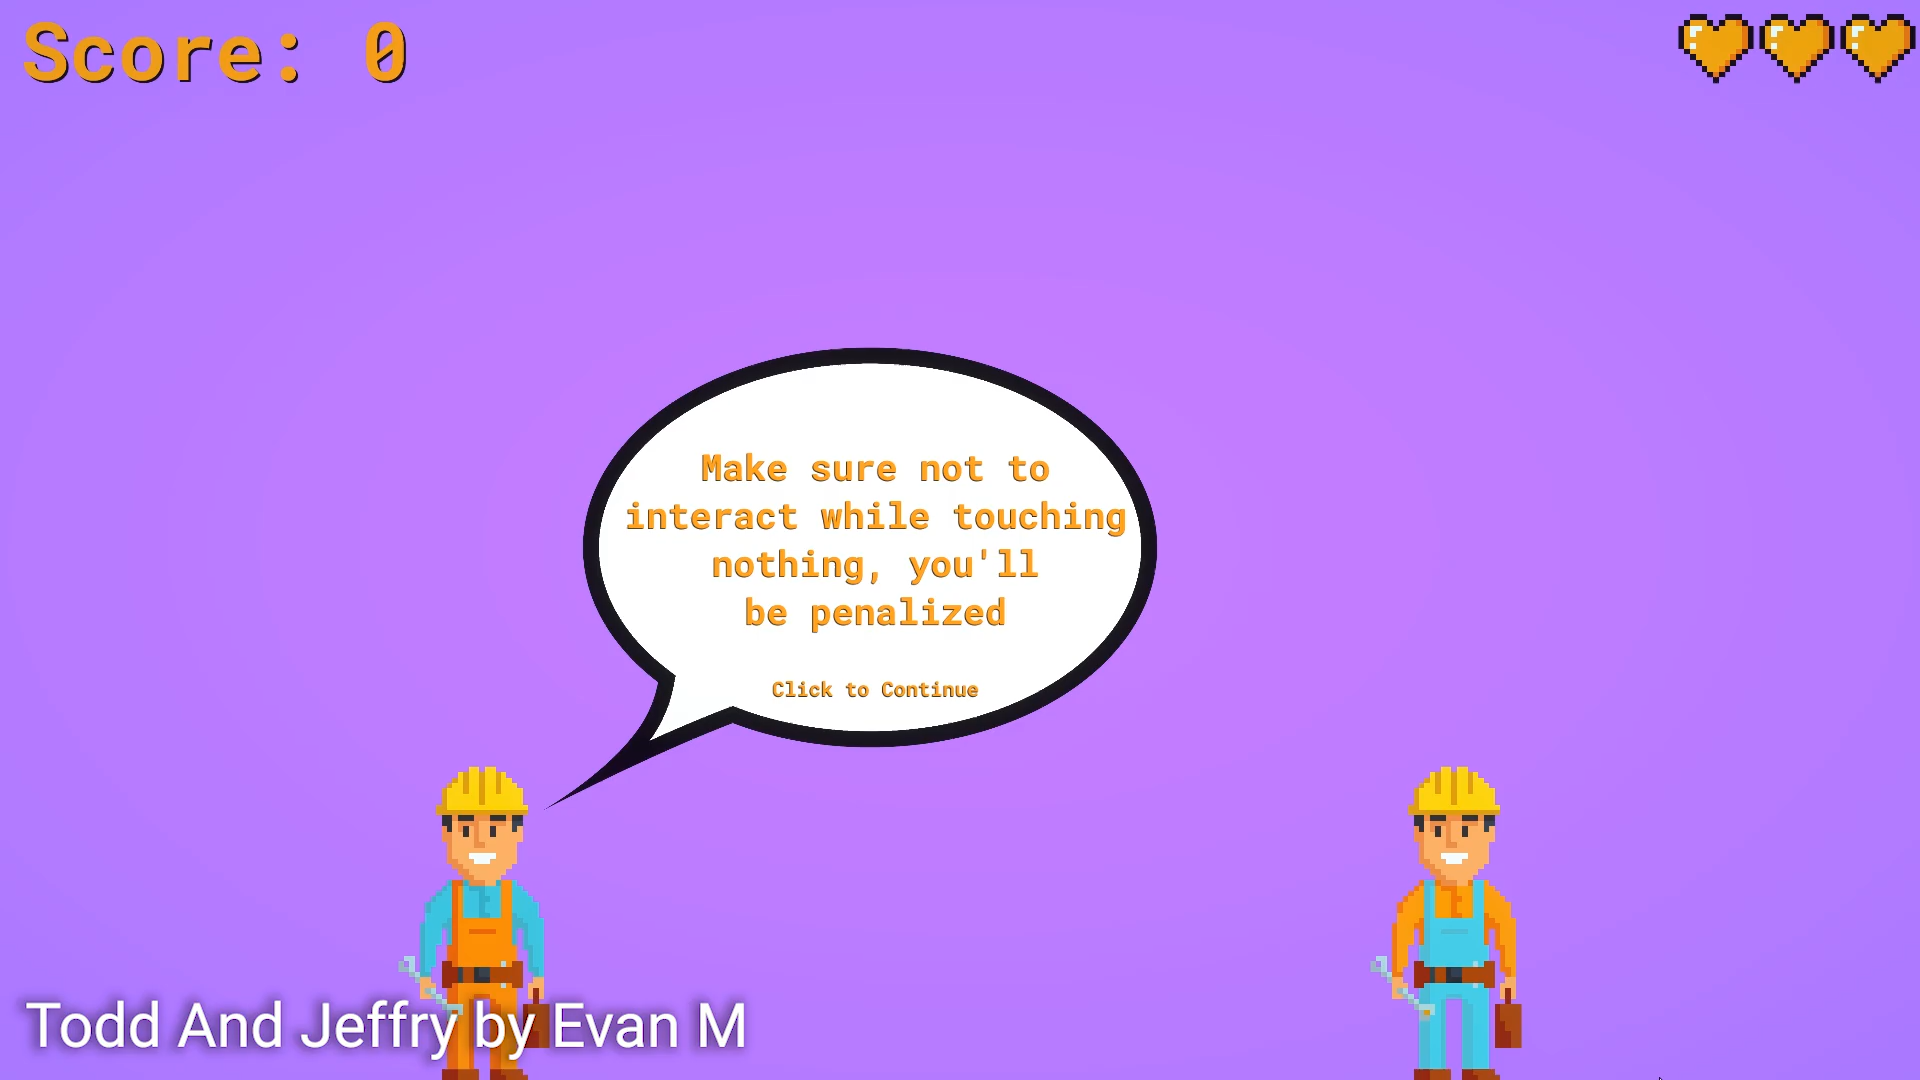 Score: 0
Make sure not to
interact while touching
nothing, you'll
be penalized
Click to Continue
Todd And Jeffry by Evan M